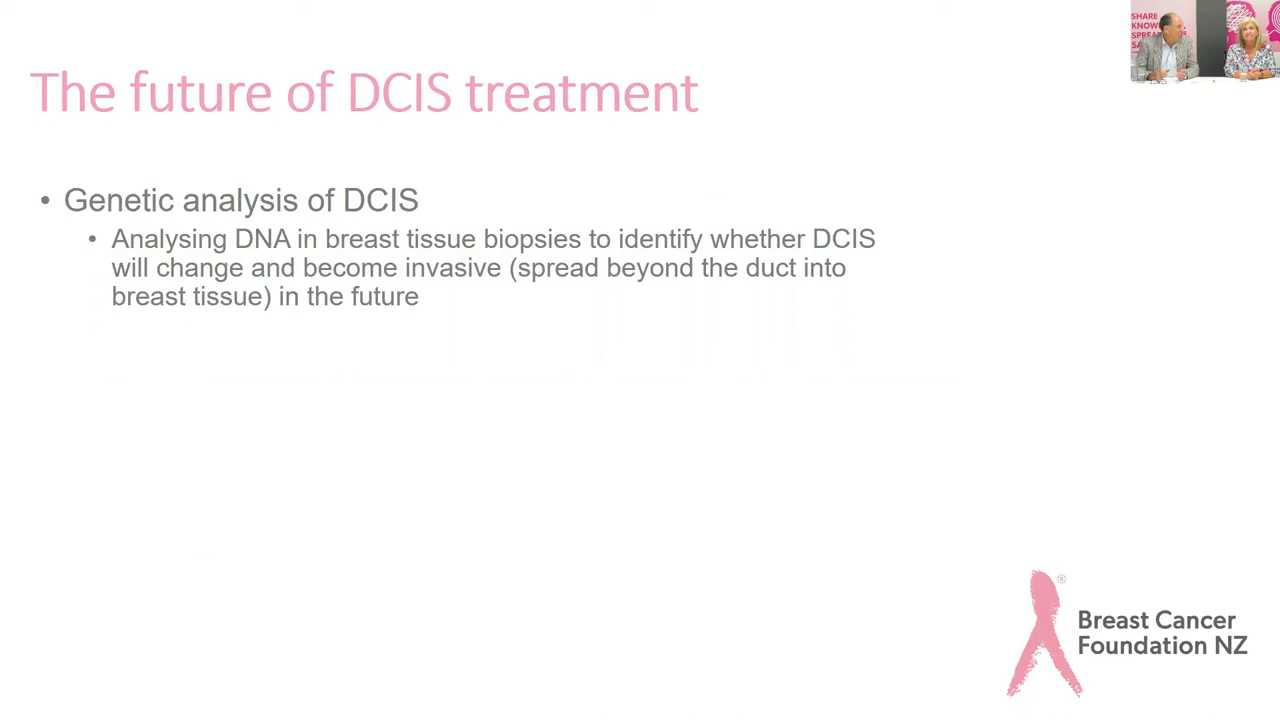 The future of DCIS treatment
• Genetic analysis of DCIS
• Analysing DNA in breast tissue biopsies to identify whether DCIS
will change and become invasive (spread beyond the duct into
breast tissue) in the future
SHARE
®
Breast Cancer
Foundation NZ